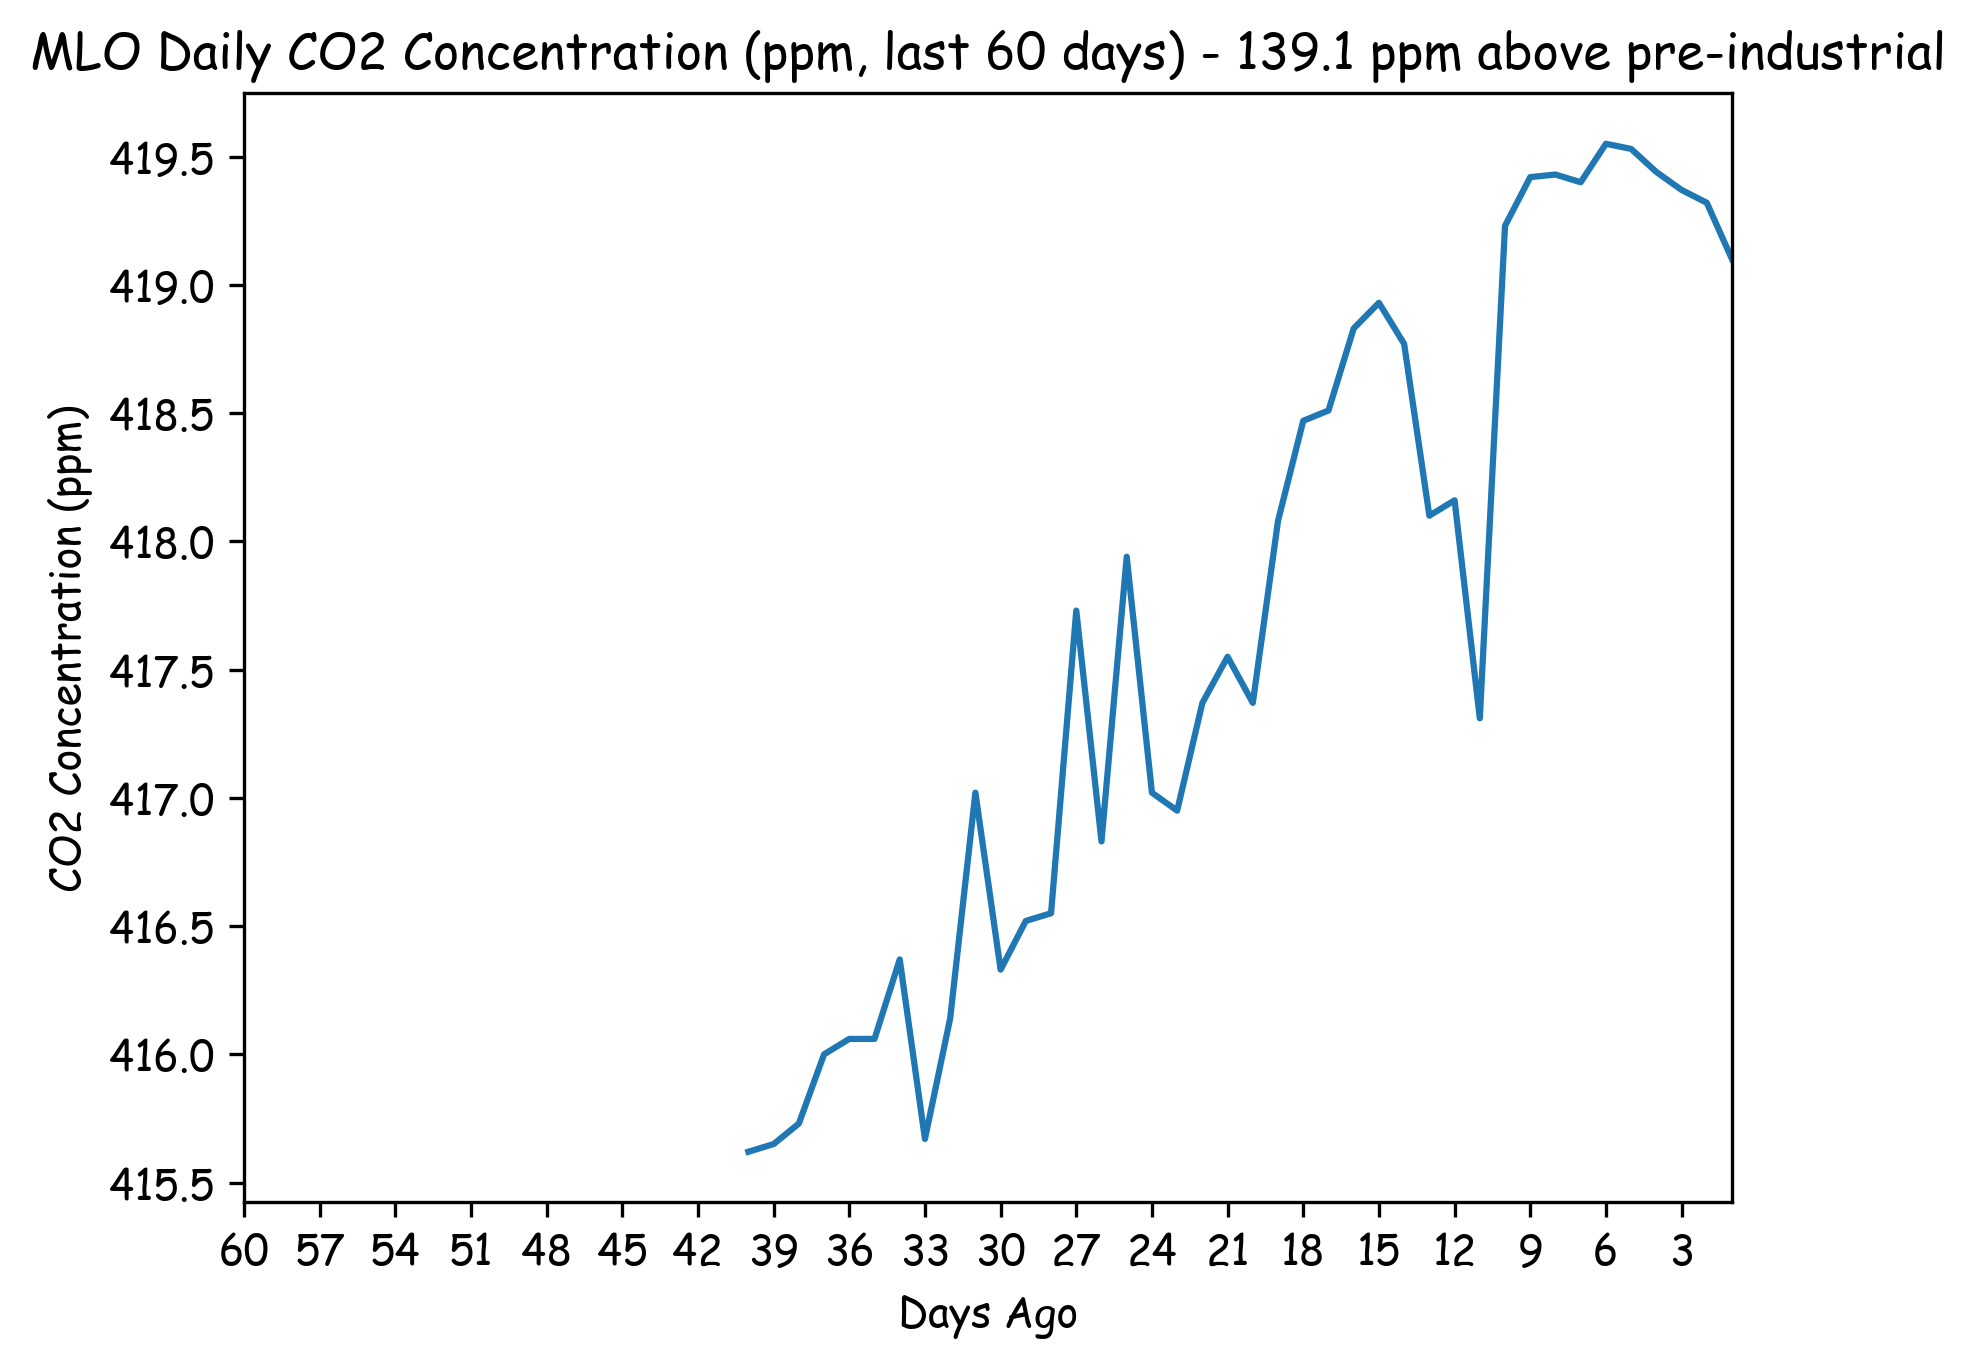 MLO Daily CO2 Concentration (ppm, last 60 days) - 139.1 ppm above pre-industrial
419.5
419.0
418.5
418.0
417.5
417.0
416.5
416.0
415.5
CO2 Concentration (ppm)
60 57 54 51 48 45 42 39 36 33 30 27 24 21 18 15 12 9 6 3
Days Ago